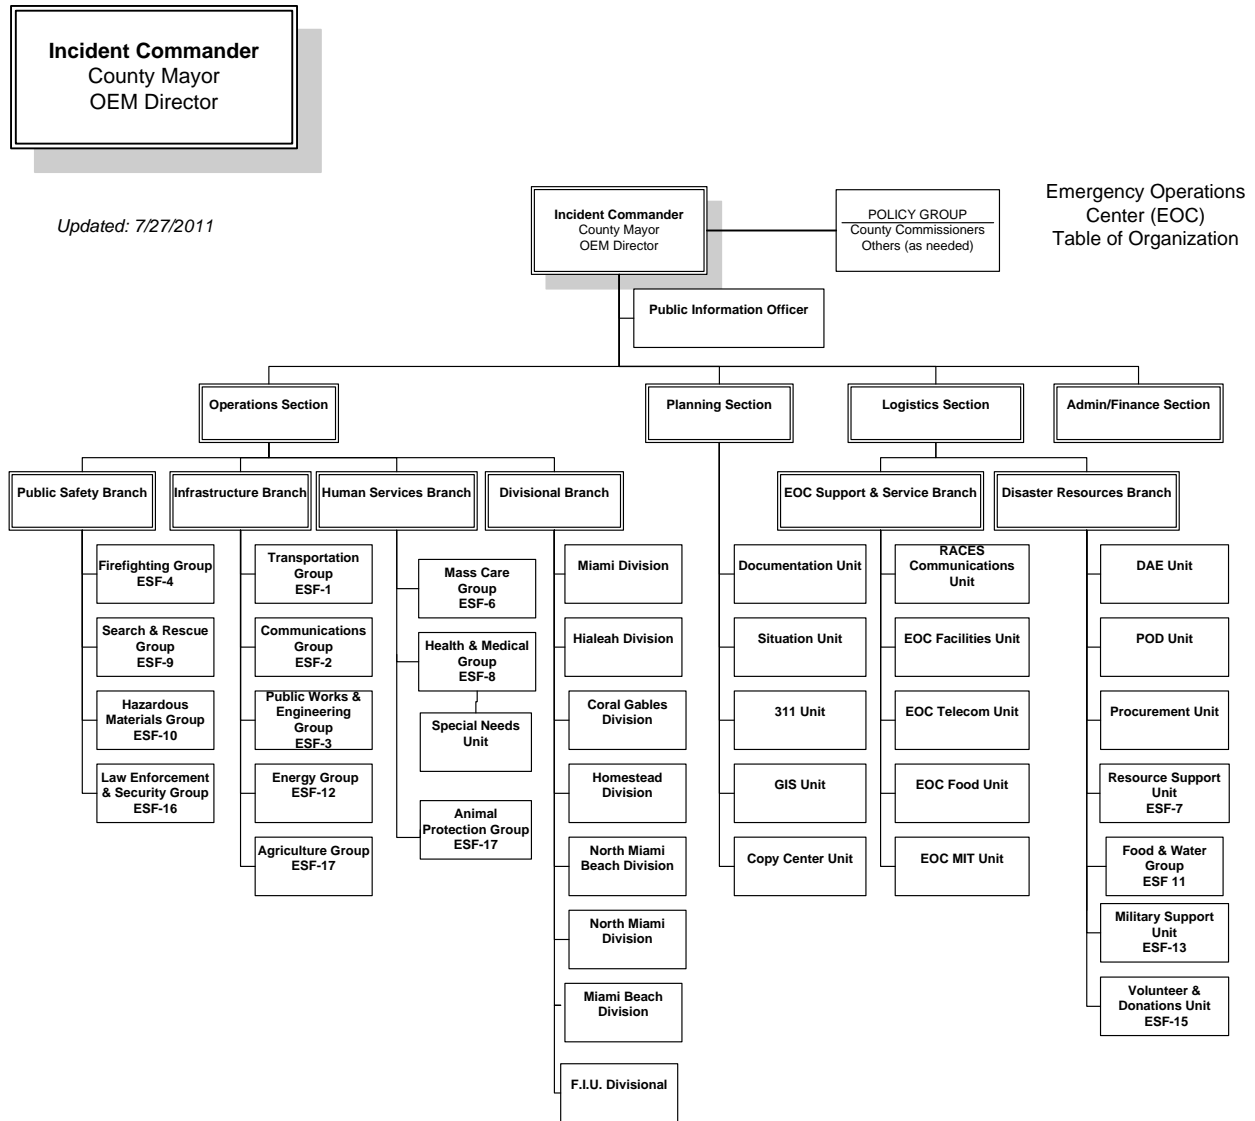 Incident Commander
County Mayor
OEM Director
Updated: 7/27/2011
Incident Commander
County Mayor
OEM Director
POLICY GROUP
County Commissioners
Others (as needed)
Emergency Operations
Center (EOC)
Table of Organization
Public Information Officer
Operations Section
Planning Section
Logistics Section
Admin/Finance Section
Public Safety Branch
Infrastructure Branch
Human Services Branch
Divisional Branch
EOC Support & Service Branch
Disaster Resources Branch
Firefighting Group
ESF-4
Search & Rescue
Group
ESF-9
Hazardous
Materials Group
ESF-10
Law Enforcement
& Security Group
ESF-16
Transportation
Group
ESF-1
Communications
Group
ESF-2
Public Works &
Engineering
Group
ESF-3
Energy Group
ESF-12
Agriculture Group
ESF-17
Mass Care
Group
ESF-6
Health & Medical
Group
ESF-8
Special Needs
Unit
Animal
Protection Group
ESF-17
Miami Division
Hialeah Division
Coral Gables
Division
Homestead
Division
North Miami
Beach Division
North Miami
Division
Miami Beach
Division
F.I.U. Divisional
Documentation Unit
Situation Unit
311 Unit
GIS Unit
Copy Center Unit
RACES
Communications
Unit
EOC Facilities Unit
EOC Telecom Unit
EOC Food Unit
EOC MIT Unit
DAE Unit
POD Unit
Procurement Unit
Resource Support
Unit
ESF-7
Food & Water
Group
ESF 11
Military Support
Unit
ESF-13
Volunteer &
Donations Unit
ESF-15